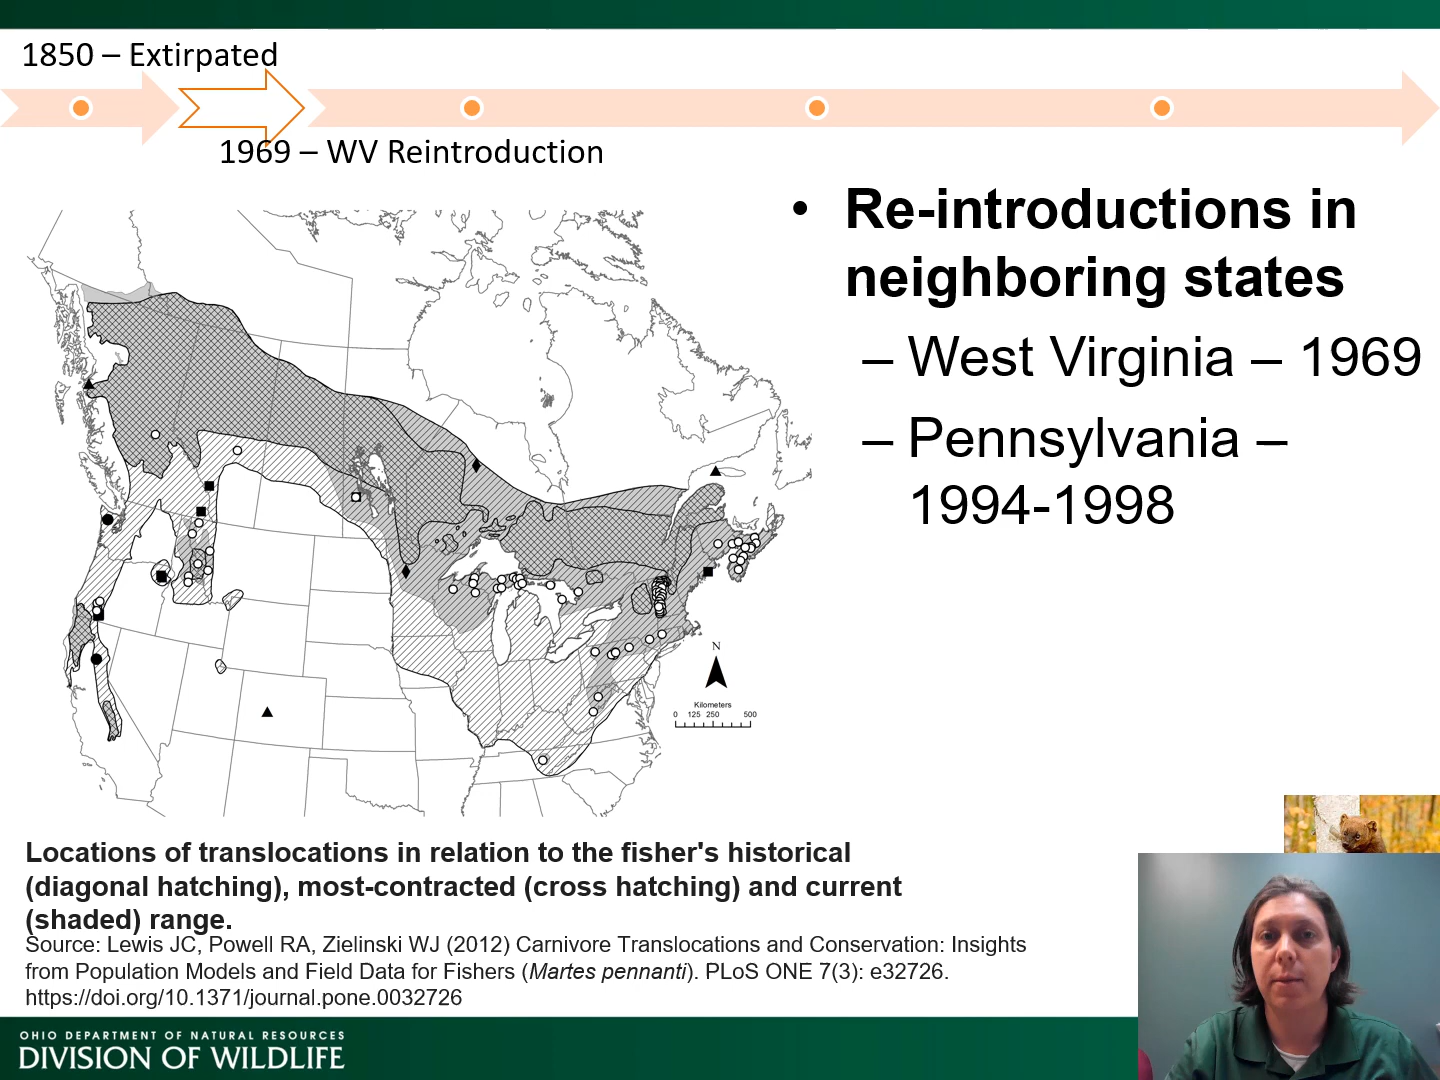 1850 – Extirpated
1969 – WV Reintroduction
• Re-introductions in
neighboring states
– West Virginia – 1969
– Pennsylvania –
1994-1998
N
Kilometers
0 125 250 500
Locations of translocations in relation to the fisher's historical
(diagonal hatching), most-contracted (cross hatching) and current
(shaded) range.
Source: Lewis JC, Powell RA, Zielinski WJ (2012) Carnivore Translocations and Conservation: Insights
from Population Models and Field Data for Fishers (Martes pennanti). PLoS ONE 7(3): e32726.
https://doi.org/10.1371/journal.pone.0032726
OHIO DEPARTMENT OF NATURAL RESOURCES
DIVISION OF WILDLIFE